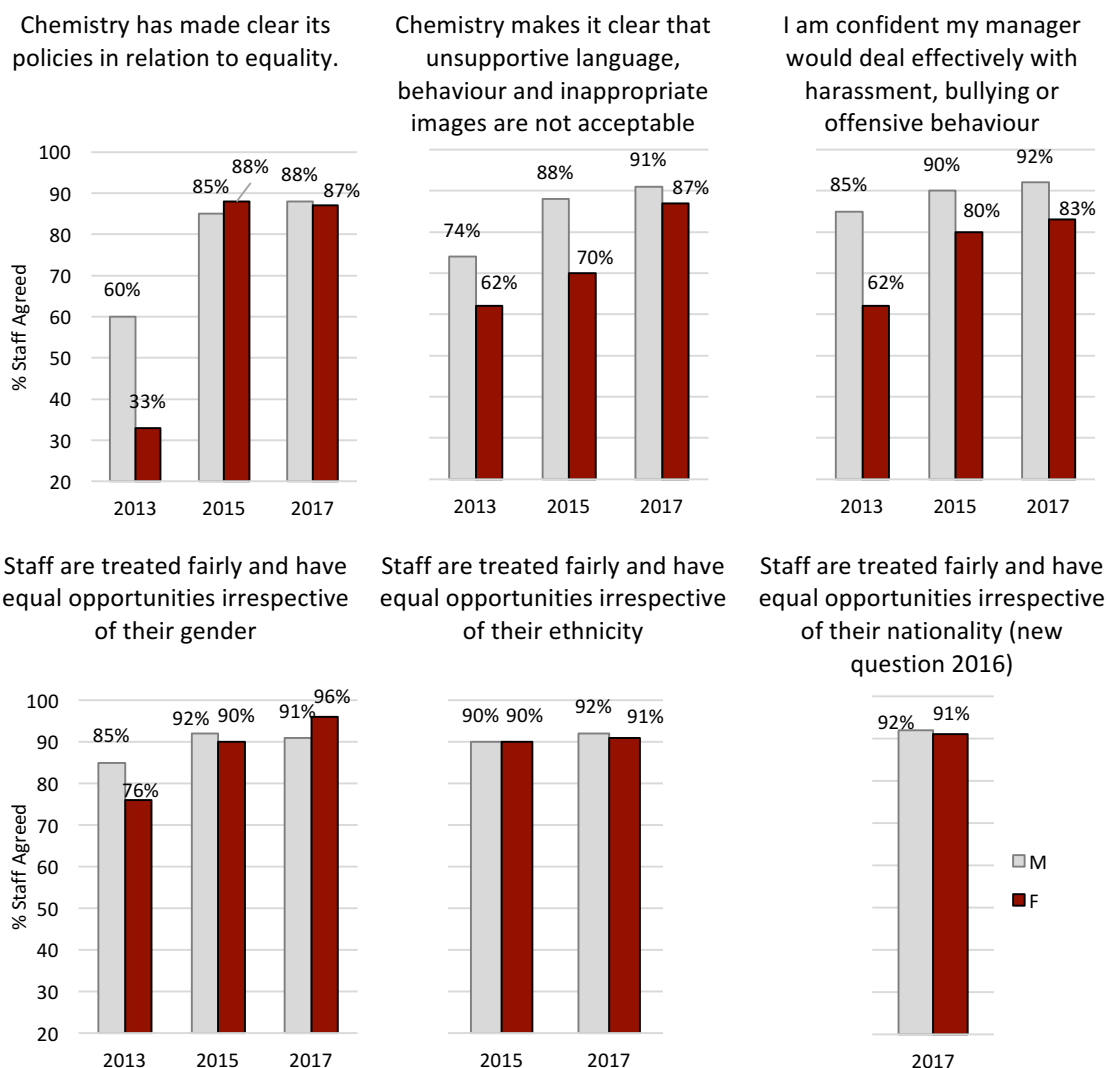 Chemistry has made clear its
policies in relation to equality.
Chemistry makes it clear that
unsupportive language,
behaviour and inappropriate
images are not acceptable
I am confident my manager
would deal effectively with
harassment, bullying or
offensive behaviour
% Staff Agreed
100
90
80
70
60
50
40
30
20
60%
33%
85%
88%
88%
87%
2013
2015
2017
74%
62%
88%
70%
91%
87%
2013
2015
2017
85%
62%
90%
80%
92%
83%
2013
2015
2017
Staff are treated fairly and have
equal opportunities irrespective
of their gender
Staff are treated fairly and have
equal opportunities irrespective
of their ethnicity
Staff are treated fairly and have
equal opportunities irrespective
of their nationality (new
question 2016)
% Staff Agreed
100
90
80
70
60
50
40
30
20
85%
76%
92%
90%
91%
96%
2013
2015
2017
90%
90%
92%
91%
2015
2017
92%
91%
2017
M
F